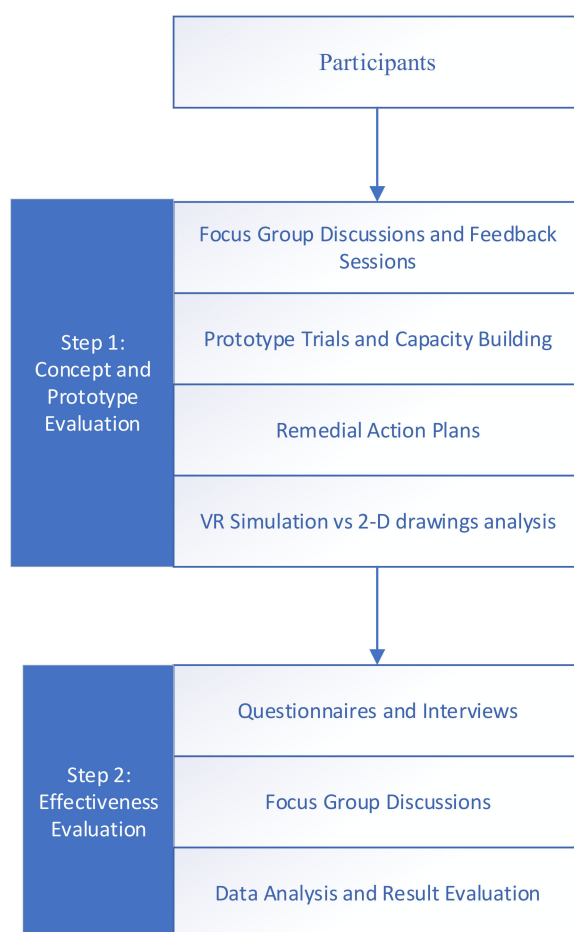 Participants
Step 1:
Concept and
Prototype
Evaluation
Focus Group Discussions and Feedback
Sessions
Prototype Trials and Capacity Building
Remedial Action Plans
VR Simulation vs 2-D drawings analysis
Step 2:
Effectiveness
Evaluation
Questionnaires and Interviews
Focus Group Discussions
Data Analysis and Result Evaluation